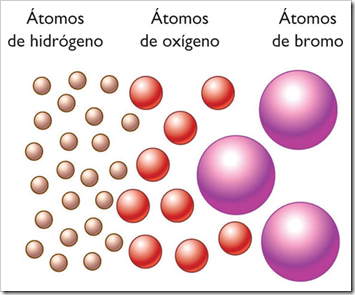 Átomos
de hidrógeno
Átomos
de oxígeno
Átomos
de bromo